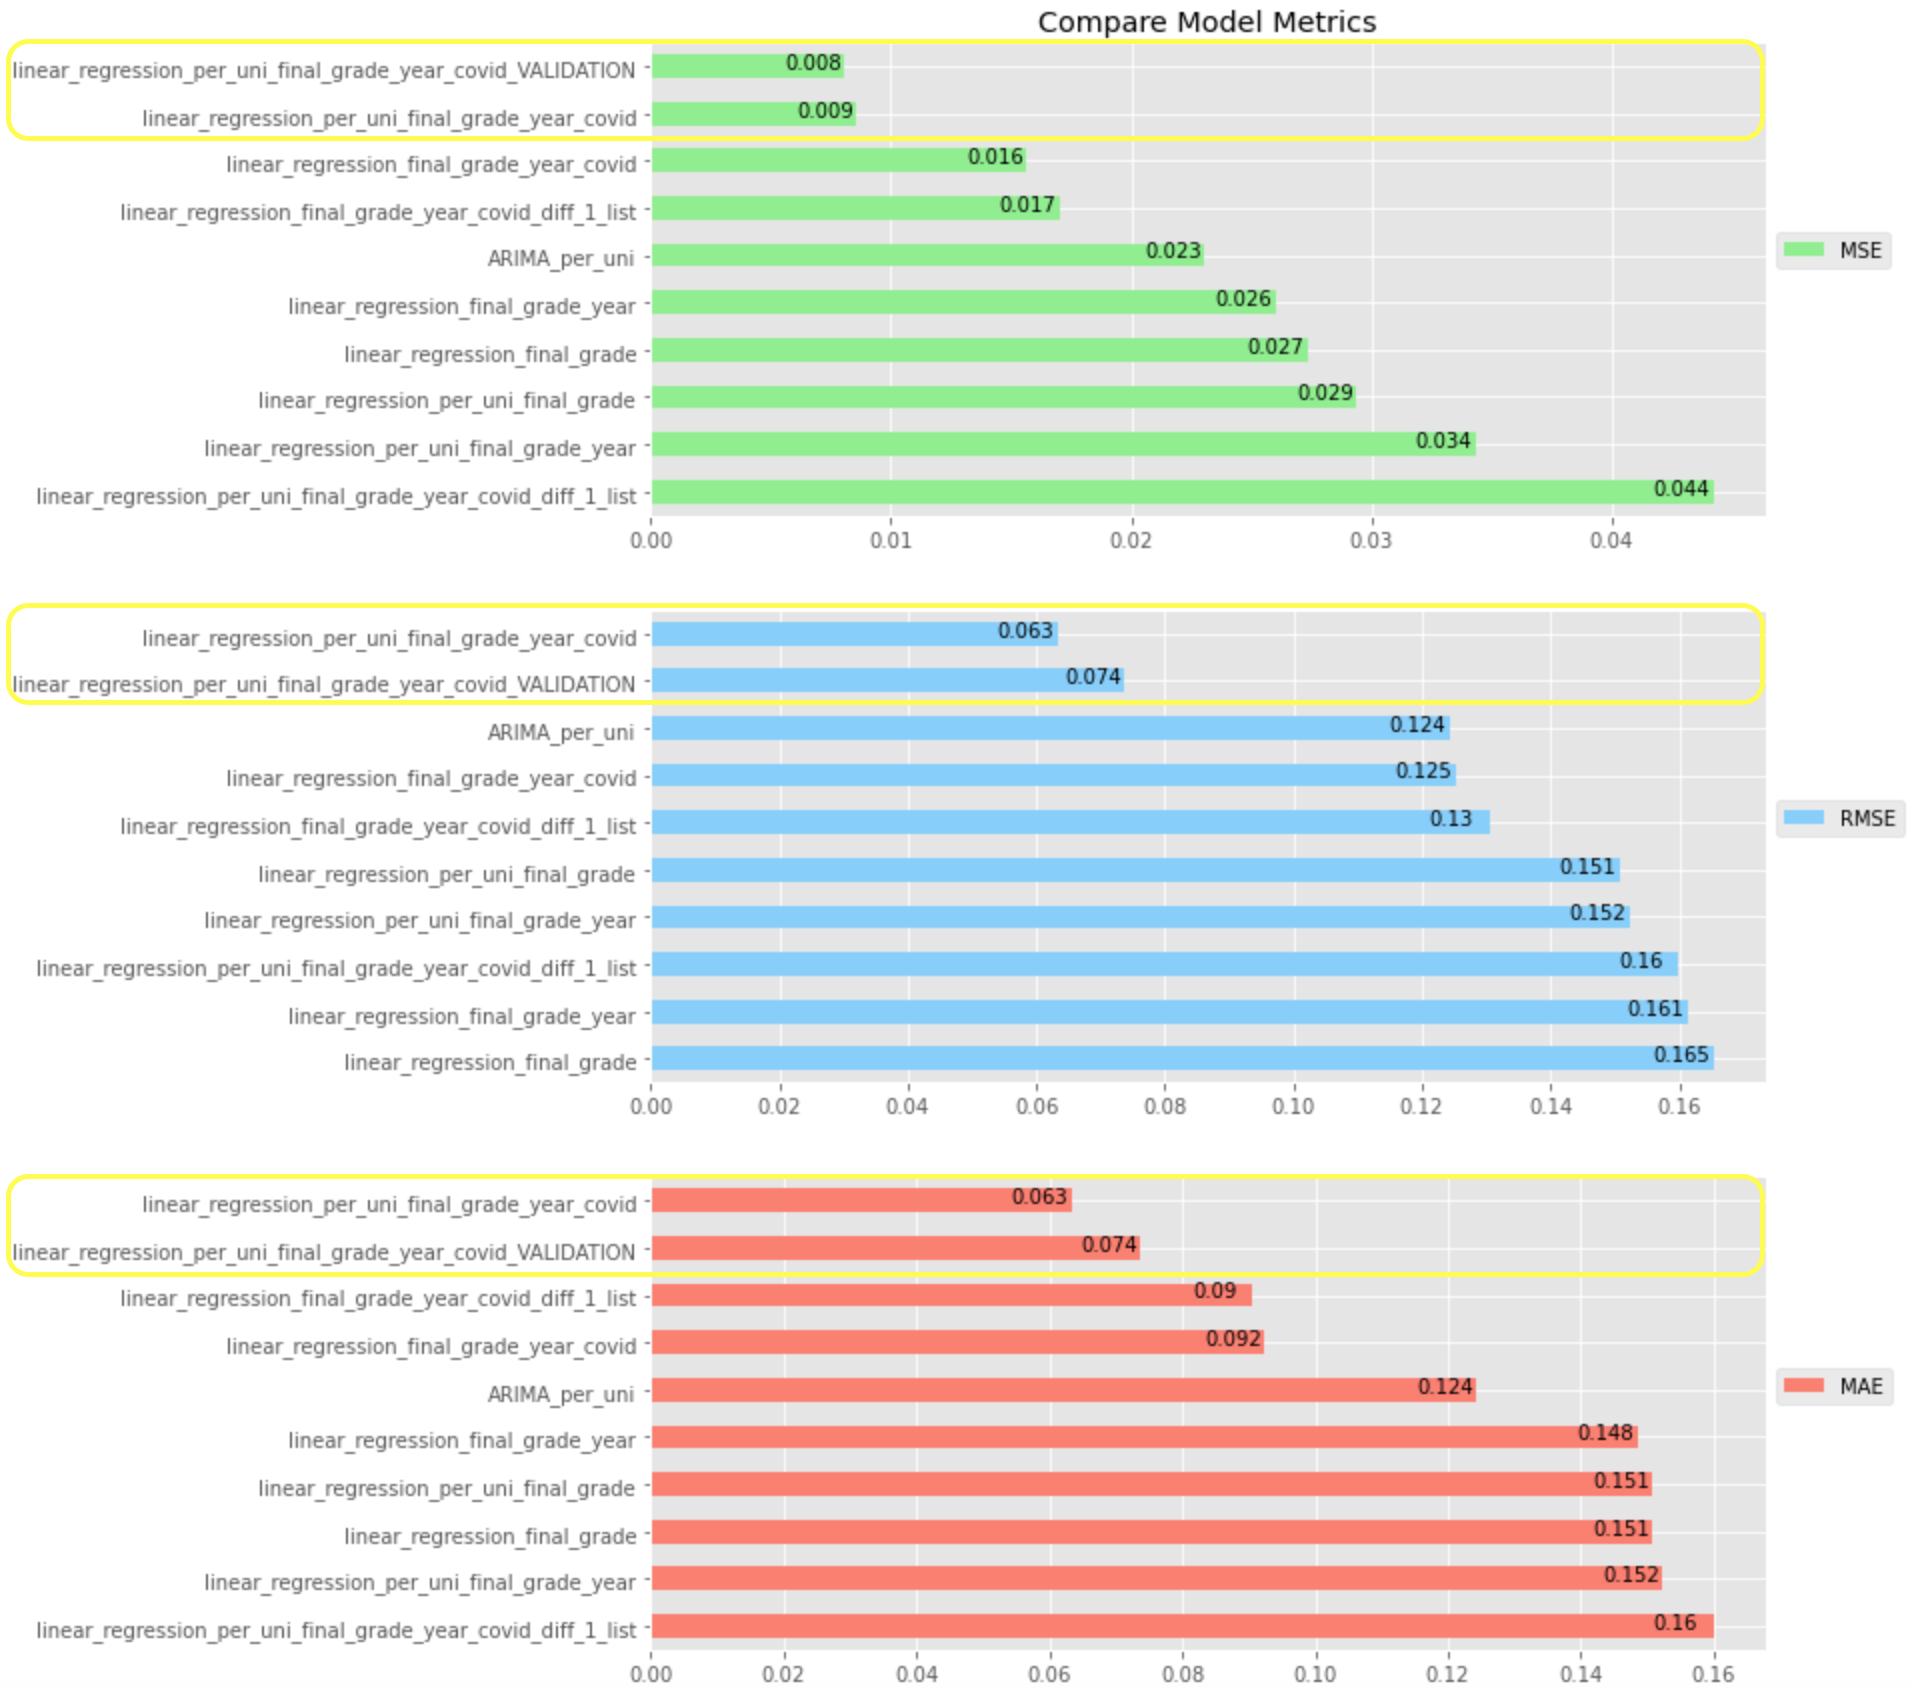 Compare Model Metrics
linear_regression_per_uni_final_grade_year_covid_VALIDATION 0.008
linear_regression_per_uni_final_grade_year_covid 0.009
linear_regression_final_grade_year_covid 0.016
linear_regression_final_grade_year_covid_diff_1_list 0.017
ARIMA_per_uni 0.023
MSE
linear_regression_final_grade_year 0.026
linear_regression_final_grade 0.027
linear_regression_per_uni_final_grade 0.029
linear_regression_per_uni_final_grade_year 0.034
linear_regression_per_uni_final_grade_year_covid_diff_1_list 0.044
0.00 0.01 0.02 0.03 0.04
linear_regression_per_uni_final_grade_year_covid 0.063
linear_regression_per_uni_final_grade_year_covid_VALIDATION 0.074
ARIMA_per_uni 0.124
linear_regression_final_grade_year_covid 0.125
linear_regression_final_grade_year_covid_diff_1_list 0.13
RMSE
linear_regression_per_uni_final_grade 0.151
linear_regression_per_uni_final_grade_year 0.152
linear_regression_per_uni_final_grade_year_covid_diff_1_list 0.16
linear_regression_final_grade_year 0.161
linear_regression_final_grade 0.165
0.00 0.02 0.04 0.06 0.08 0.10 0.12 0.14 0.16
linear_regression_per_uni_final_grade_year_covid 0.063
linear_regression_per_uni_final_grade_year_covid_VALIDATION 0.074
linear_regression_final_grade_year_covid_diff_1_list 0.09
linear_regression_final_grade_year_covid 0.092
ARIMA_per_uni 0.124
MAE
linear_regression_final_grade_year 0.148
linear_regression_per_uni_final_grade 0.151
linear_regression_final_grade 0.151
linear_regression_per_uni_final_grade_year 0.152
linear_regression_per_uni_final_grade_year_covid_diff_1_list 0.16
0.00 0.02 0.04 0.06 0.08 0.10 0.12 0.14 0.16